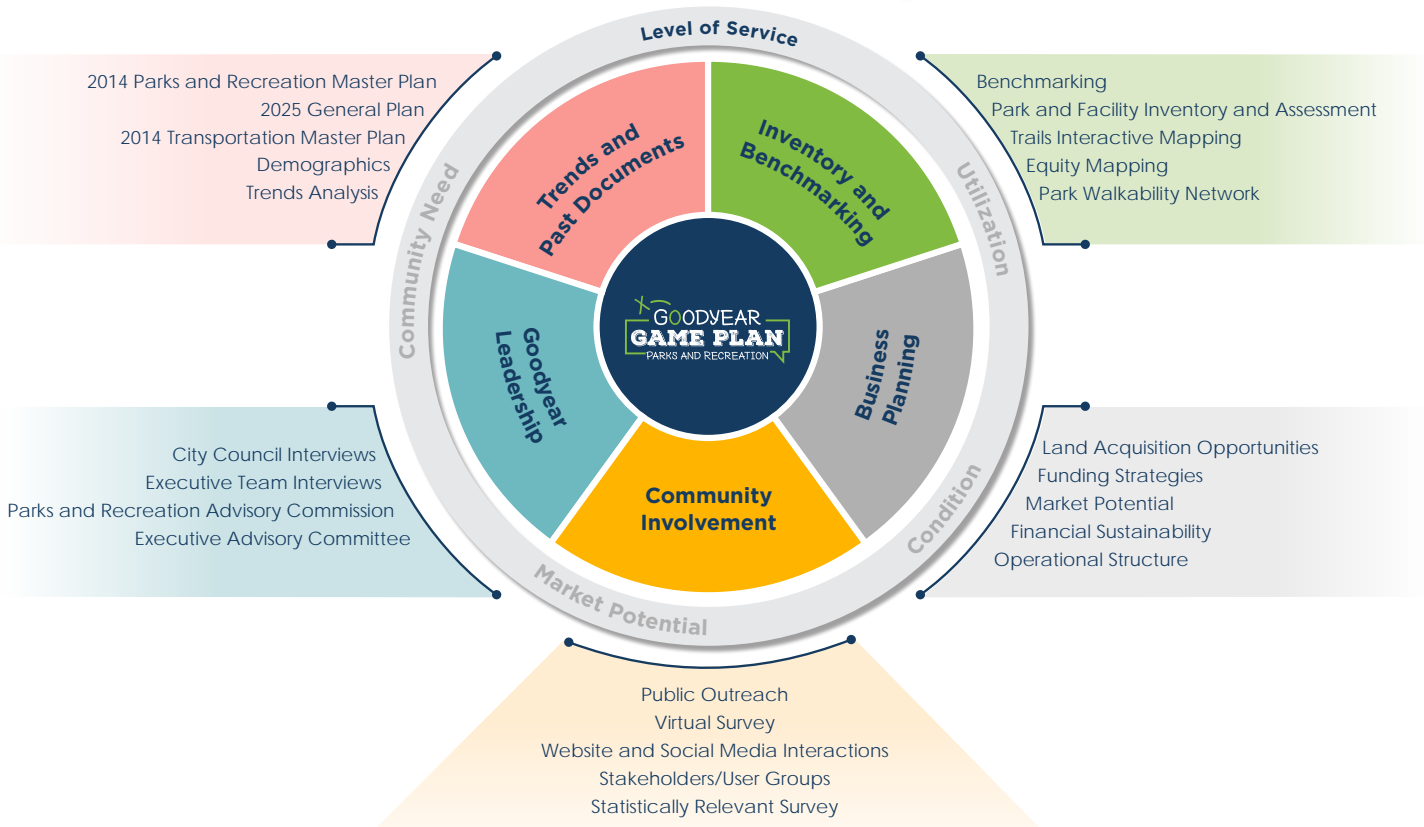 Level of Service
2014 Parks and Recreation Master Plan
2025 General Plan
2014 Transportation Master Plan
Demographics
Trends Analysis
Benchmarking
Park and Facility Inventory and Assessment
Trails Interactive Mapping
Equity Mapping
Park Walkability Network
Community Need
Utilization
Trends and
Past Documents
Inventory and
Benchmarking
GOODYEAR
GAME PLAN
PARKS AND RECREATION
Goodyear
Leadership
Business
Planning
Community
Involvement
City Council Interviews
Executive Team Interviews
Parks and Recreation Advisory Commission
Executive Advisory Committee
Land Acquisition Opportunities
Funding Strategies
Market Potential
Financial Sustainability
Operational Structure
Market Potential
Condition
Public Outreach
Virtual Survey
Website and Social Media Interactions
Stakeholders/User Groups
Statistically Relevant Survey